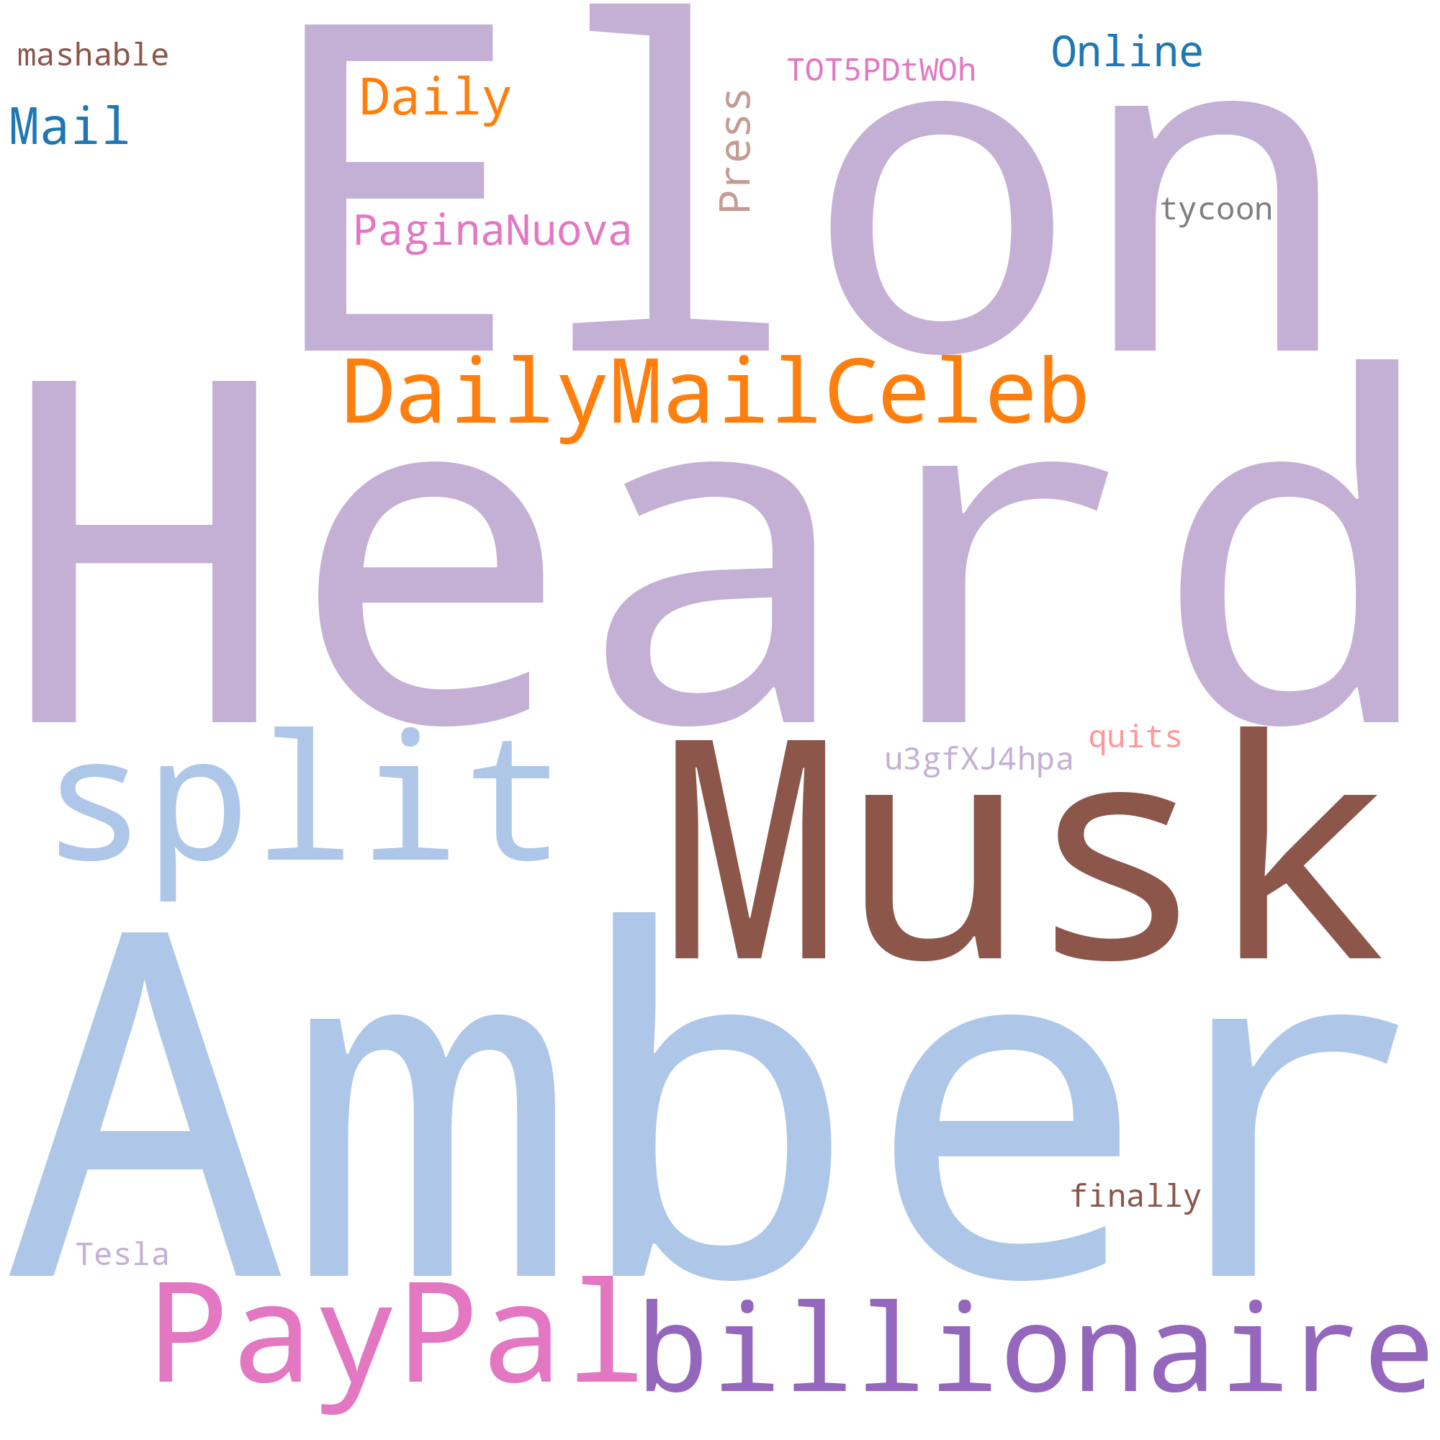 mashable
Online
TOT5PDtWOh
Daily
Mail
Press
Elon
tycoon
PaginaNuova
DailyMailCeleb
Heard
split
quits
u3gfXJ4hpa
Musk
Amber
finally
Tesla
PayPal
billionaire